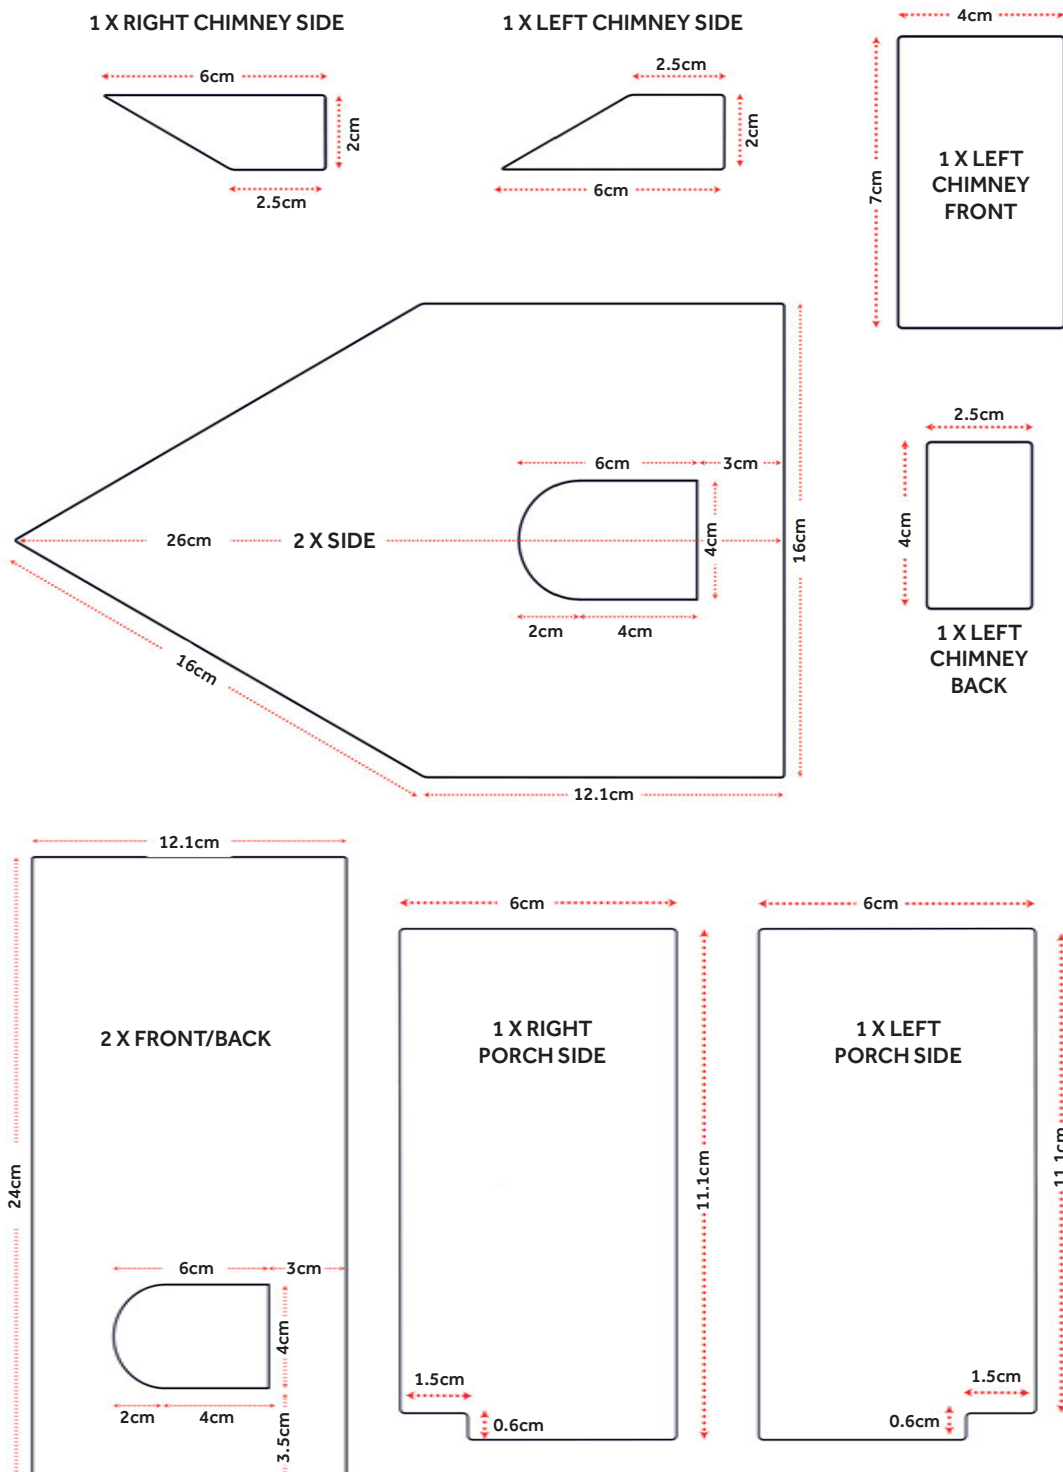 1 X RIGHT CHIMNEY SIDE
6cm
2cm
2.5cm
1 X LEFT CHIMNEY SIDE
2.5cm
2cm
6cm
4cm
7cm
1 X LEFT
CHIMNEY
FRONT
6cm
3cm
26cm
2 X SIDE
4cm
16cm
2cm
4cm
16cm
12.1cm
2.5cm
4cm
1 X LEFT
CHIMNEY
BACK
12.1cm
2 X FRONT/BACK
24cm
6cm
3cm
4cm
2cm
4cm
3.5cm
6cm
1 X RIGHT
PORCH SIDE
11.1cm
1.5cm
0.6cm
6cm
1 X LEFT
PORCH SIDE
11.1cm
1.5cm
0.6cm